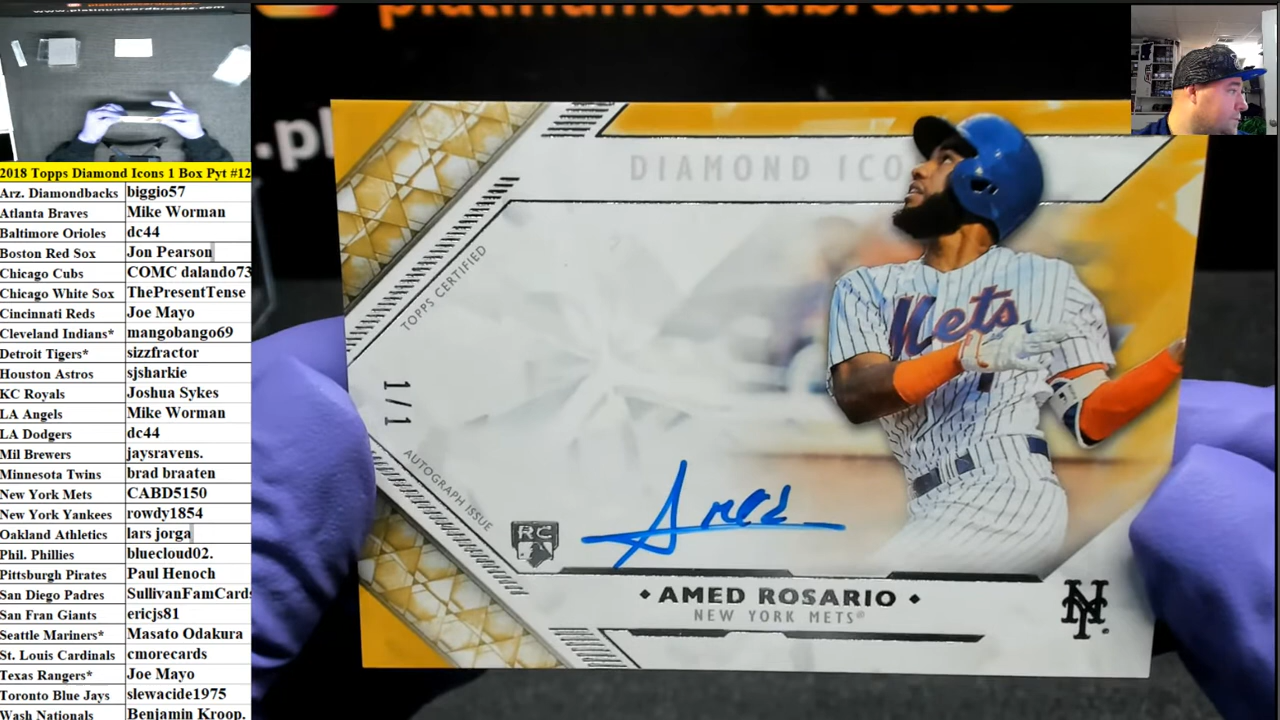 www.platinumcardbreaks.com
2018 Topps Diamond Icons 1 Box Pyt #12
Arz. Diamondbacks biggio57
Atlanta Braves Mike Worman
Baltimore Orioles dc44
Boston Red Sox Jon Pearson
Chicago Cubs COMC dalando73
Chicago White Sox ThePresentTense
Cincinnati Reds Joe Mayo
Cleveland Indians* mangobango69
Detroit Tigers* sizzfractor
Houston Astros sjsharkie
KC Royals Joshua Sykes
LA Angels Mike Worman
LA Dodgers dc44
Mil Brewers jaysravens.
Minnesota Twins brad braaten
New York Mets CABD5150
New York Yankees rowdy1854
Oakland Athletics lars jorga
Phil. Phillies bluecloud02.
Pittsburgh Pirates Paul Henoch
San Diego Padres SullivanFamCards
San Fran Giants ericjs81
Seattle Mariners* Masato Odakura
St. Louis Cardinals cmorecards
Texas Rangers* Joe Mayo
Toronto Blue Jays slewacide1975
Wash Nationals Benjamin Kroop.
.pl
DIAMOND ICO
TOPPS CERTIFIED
Mets
1/1
AUTOGRAPH ISSUE
RC
Amed
• AMED ROSARIO •
NEW YORK METS®
NY